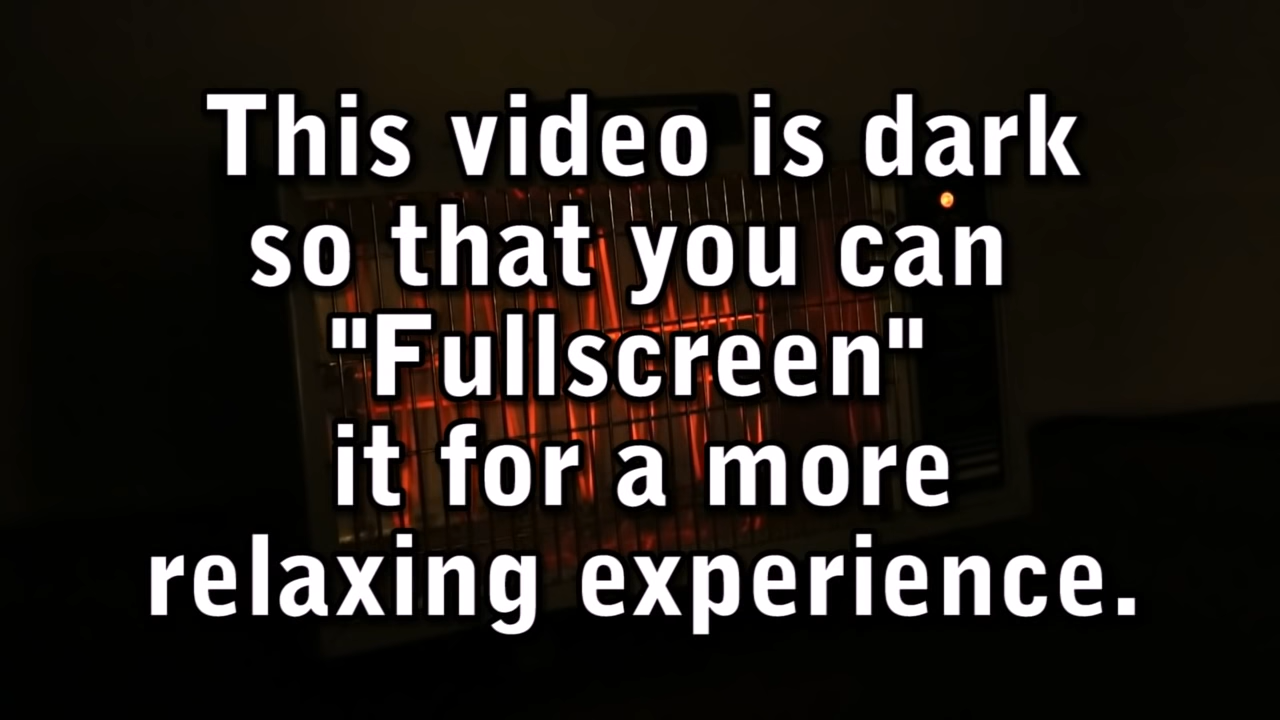 This video is dark
so that you can
"Fullscreen"
it for a more
relaxing experience.